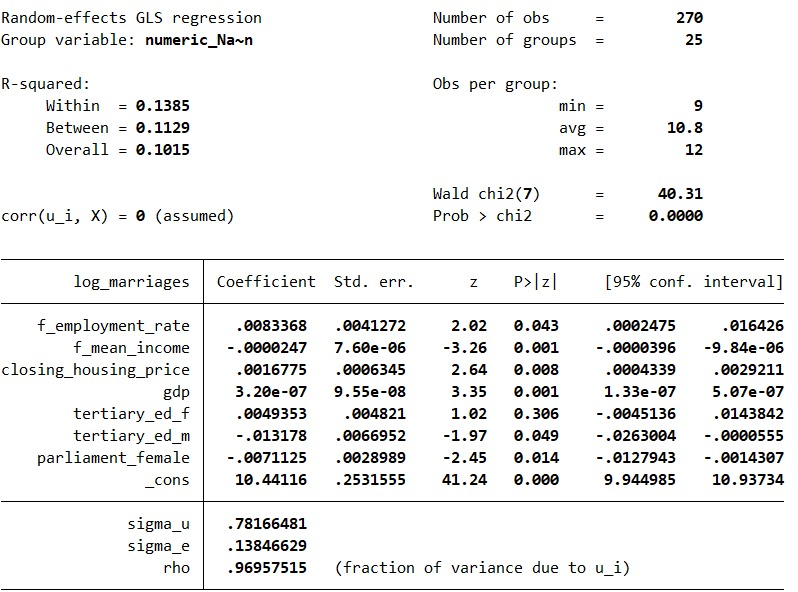 Random-effects GLS regression Number of obs = 270
Group variable: numeric_Na~n Number of groups = 25
R-squared: Obs per group:
Within = 0.1385 min = 9
Between = 0.1129 avg = 10.8
Overall = 0.1015 max = 12
Wald chi2(7) = 40.31
corr(u_i, X) = 0 (assumed) Prob > chi2 = 0.0000
log_marriages Coefficient Std. err. z P>|z| [95% conf. interval]
f_employment_rate .0083368 .0041272 2.02 0.043 .0002475 .016426
f_mean_income -.0000247 7.60e-06 -3.26 0.001 -.0000396 -9.84e-06
closing_housing_price .0016775 .0006345 2.64 0.008 .0004339 .0029211
gdp 3.20e-07 9.55e-08 3.35 0.001 1.33e-07 5.07e-07
tertiary_ed_f .0049353 .004821 1.02 0.306 -.0045136 .0143842
tertiary_ed_m -.013178 .0066952 -1.97 0.049 -.0263004 -.0000555
parliament_female -.0071125 .0028989 -2.45 0.014 -.0127943 -.0014307
_cons 10.44116 .2531555 41.24 0.000 9.944985 10.93734
sigma_u .78166481
sigma_e .13846629
rho .96957515 (fraction of variance due to u_i)